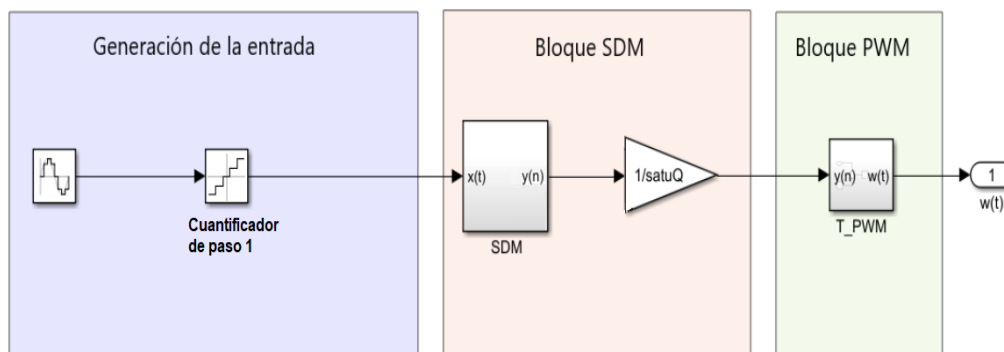 Generación de la entrada
Cuantificador
de paso 1
Bloque SDM
x(t)
y(n)
SDM
1/satuQ
Bloque PWM
y(n)
w(t)
T_PWM
1
w(t)